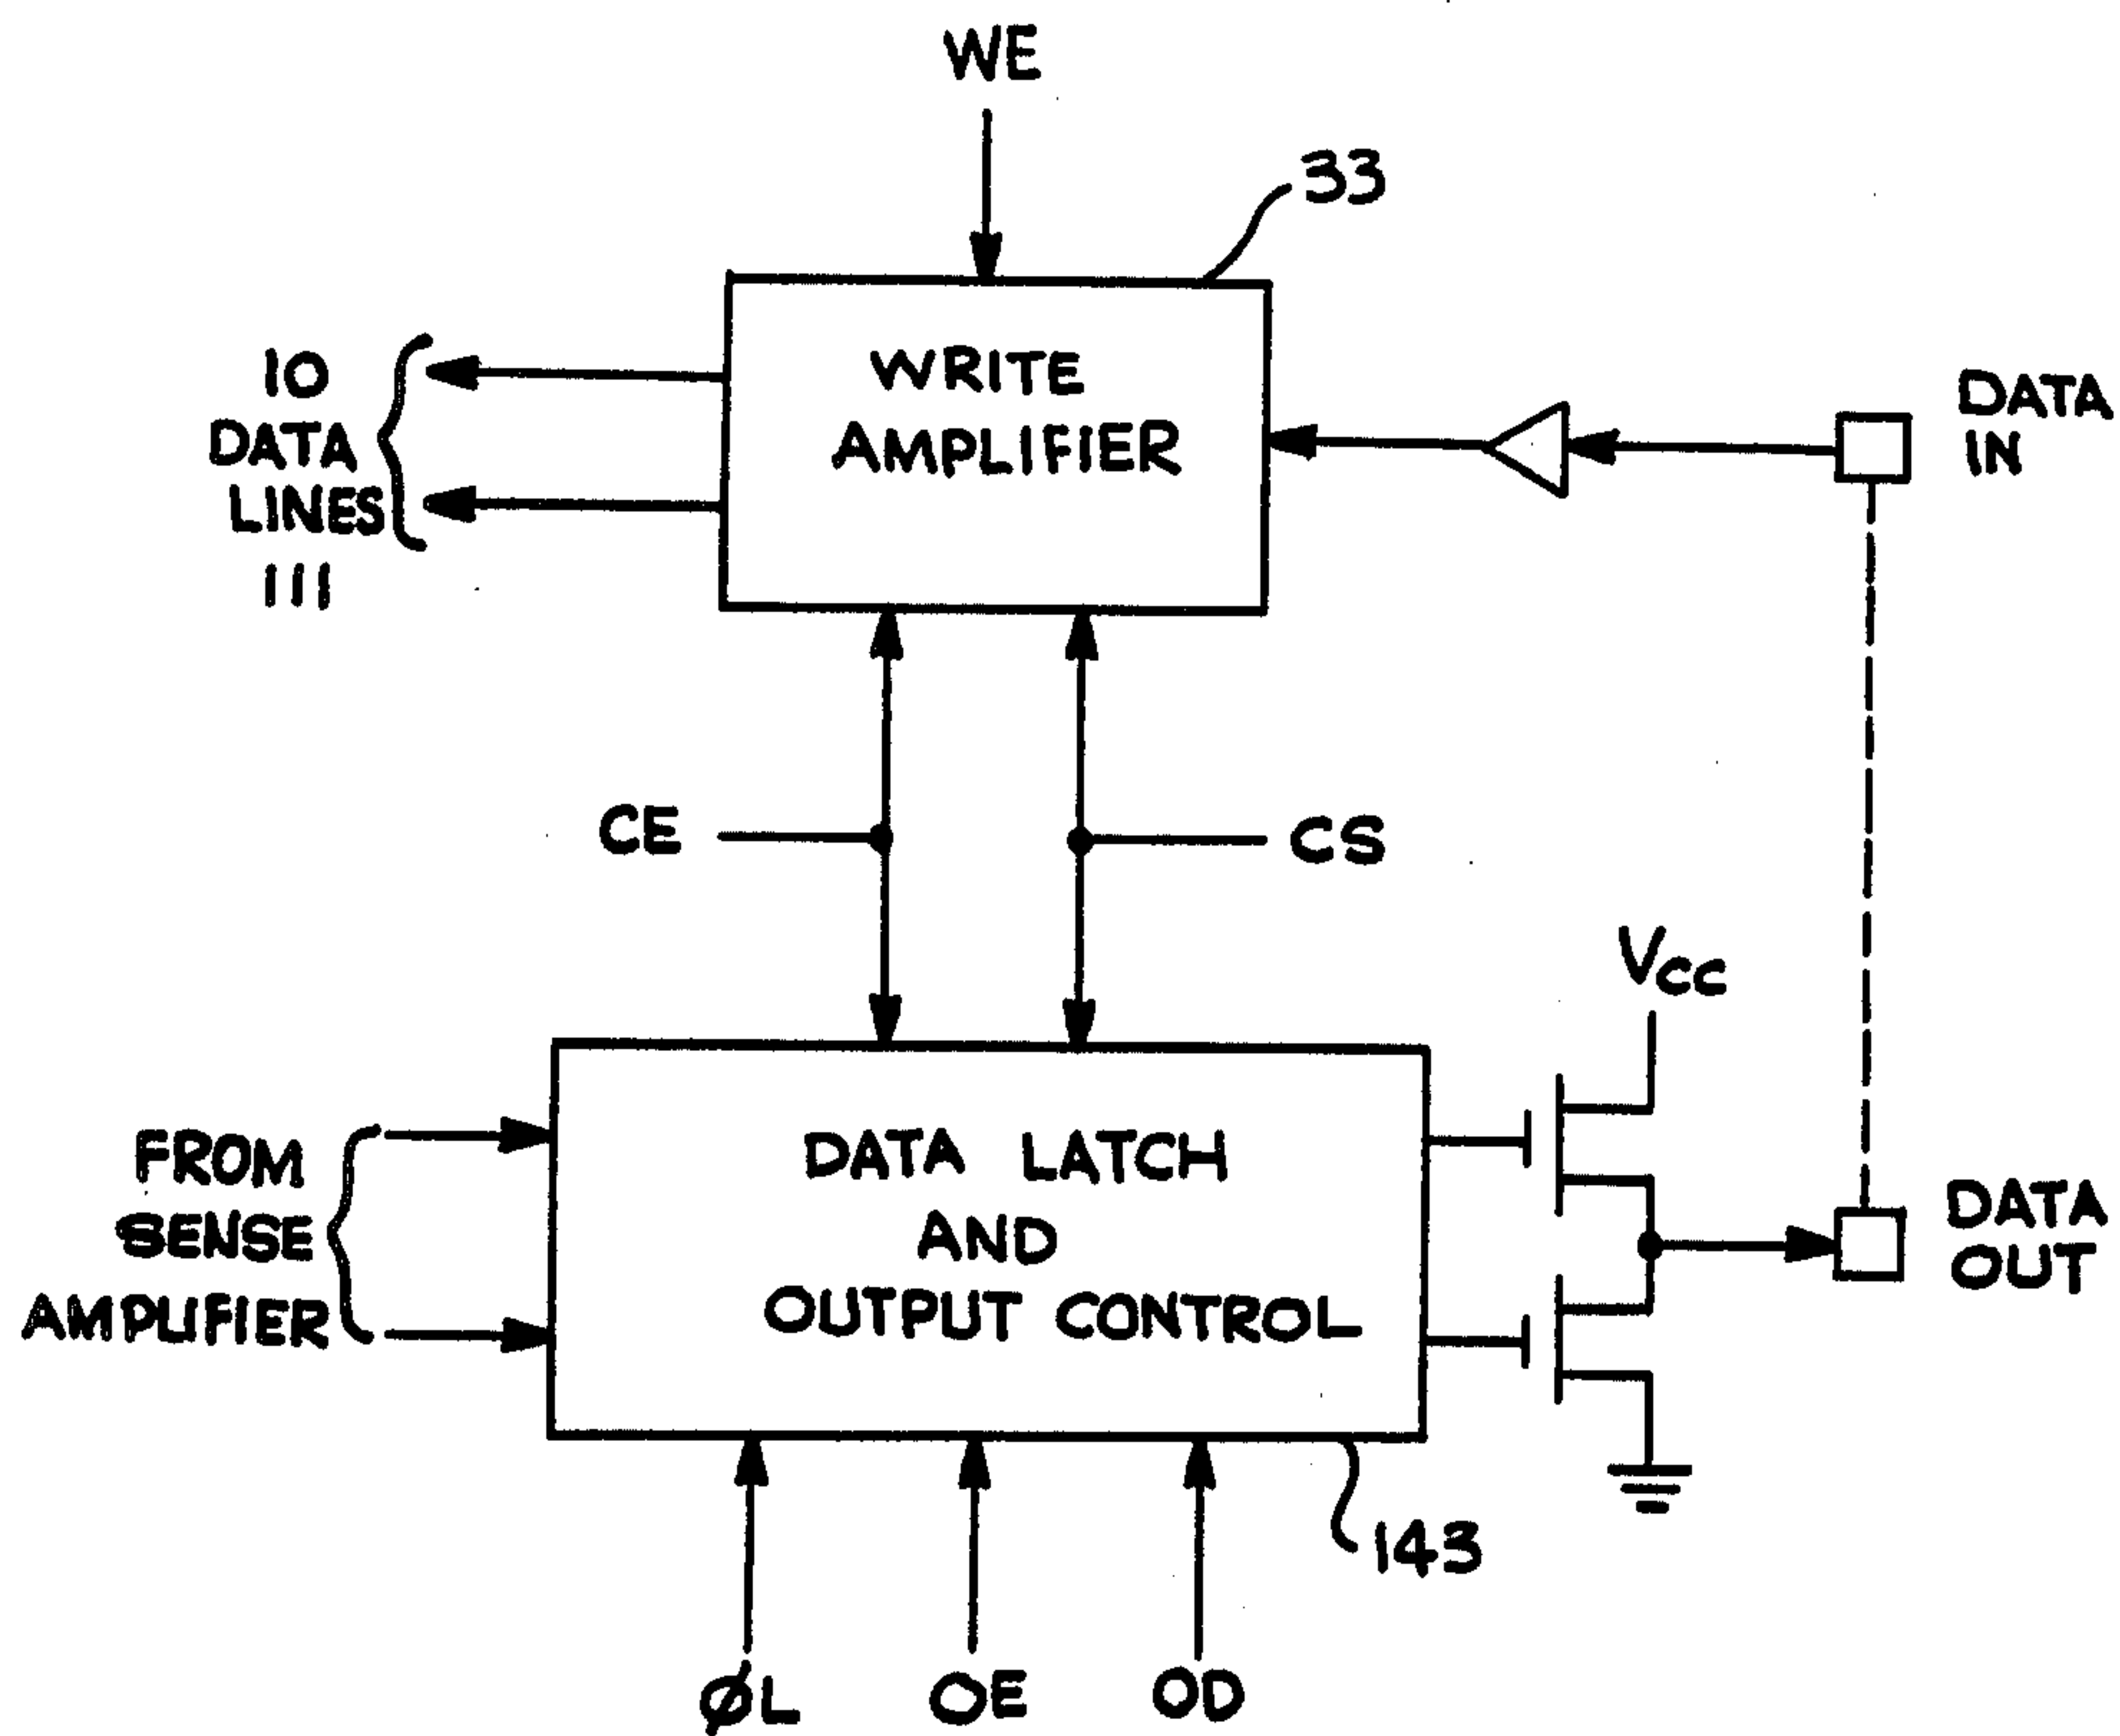 WE
33
IO
DATA
LINES
111
WRITE
AMPLIFIER
DATA
IN
CE
CS
VCC
FROM
SENSE
AMPLIFIER
DATA LATCH
AND
OUTPUT CONTROL
DATA
OUT
143
ØL
OE
OD